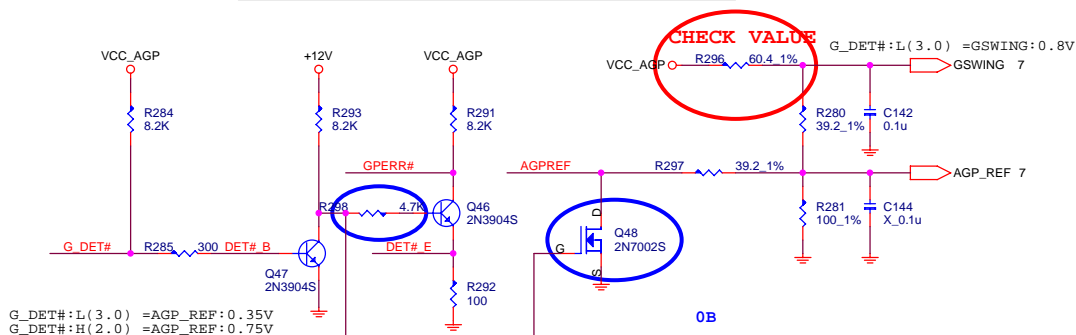 CHECK VALUE
G_DET#:L(3.0) =GSWING:0.8V
VCC_AGP
+12V
VCC_AGP
VCC_AGP
R296
60.4_1%
GSWING 7
R284
8.2K
R293
8.2K
R291
8.2K
R280
39.2_1%
C142
0.1u
GPERR#
AGPREF
R297
39.2_1%
AGP_REF 7
R298
4.7K
Q46
2N3904S
D
Q48
2N7002S
G
S
R281
100_1%
C144
X_0.1u
G_DET#
R285
300
DET#_B
DET#_E
Q47
2N3904S
R292
100
G_DET#:L(3.0) =AGP_REF:0.35V
G_DET#:H(2.0) =AGP_REF:0.75V
0B